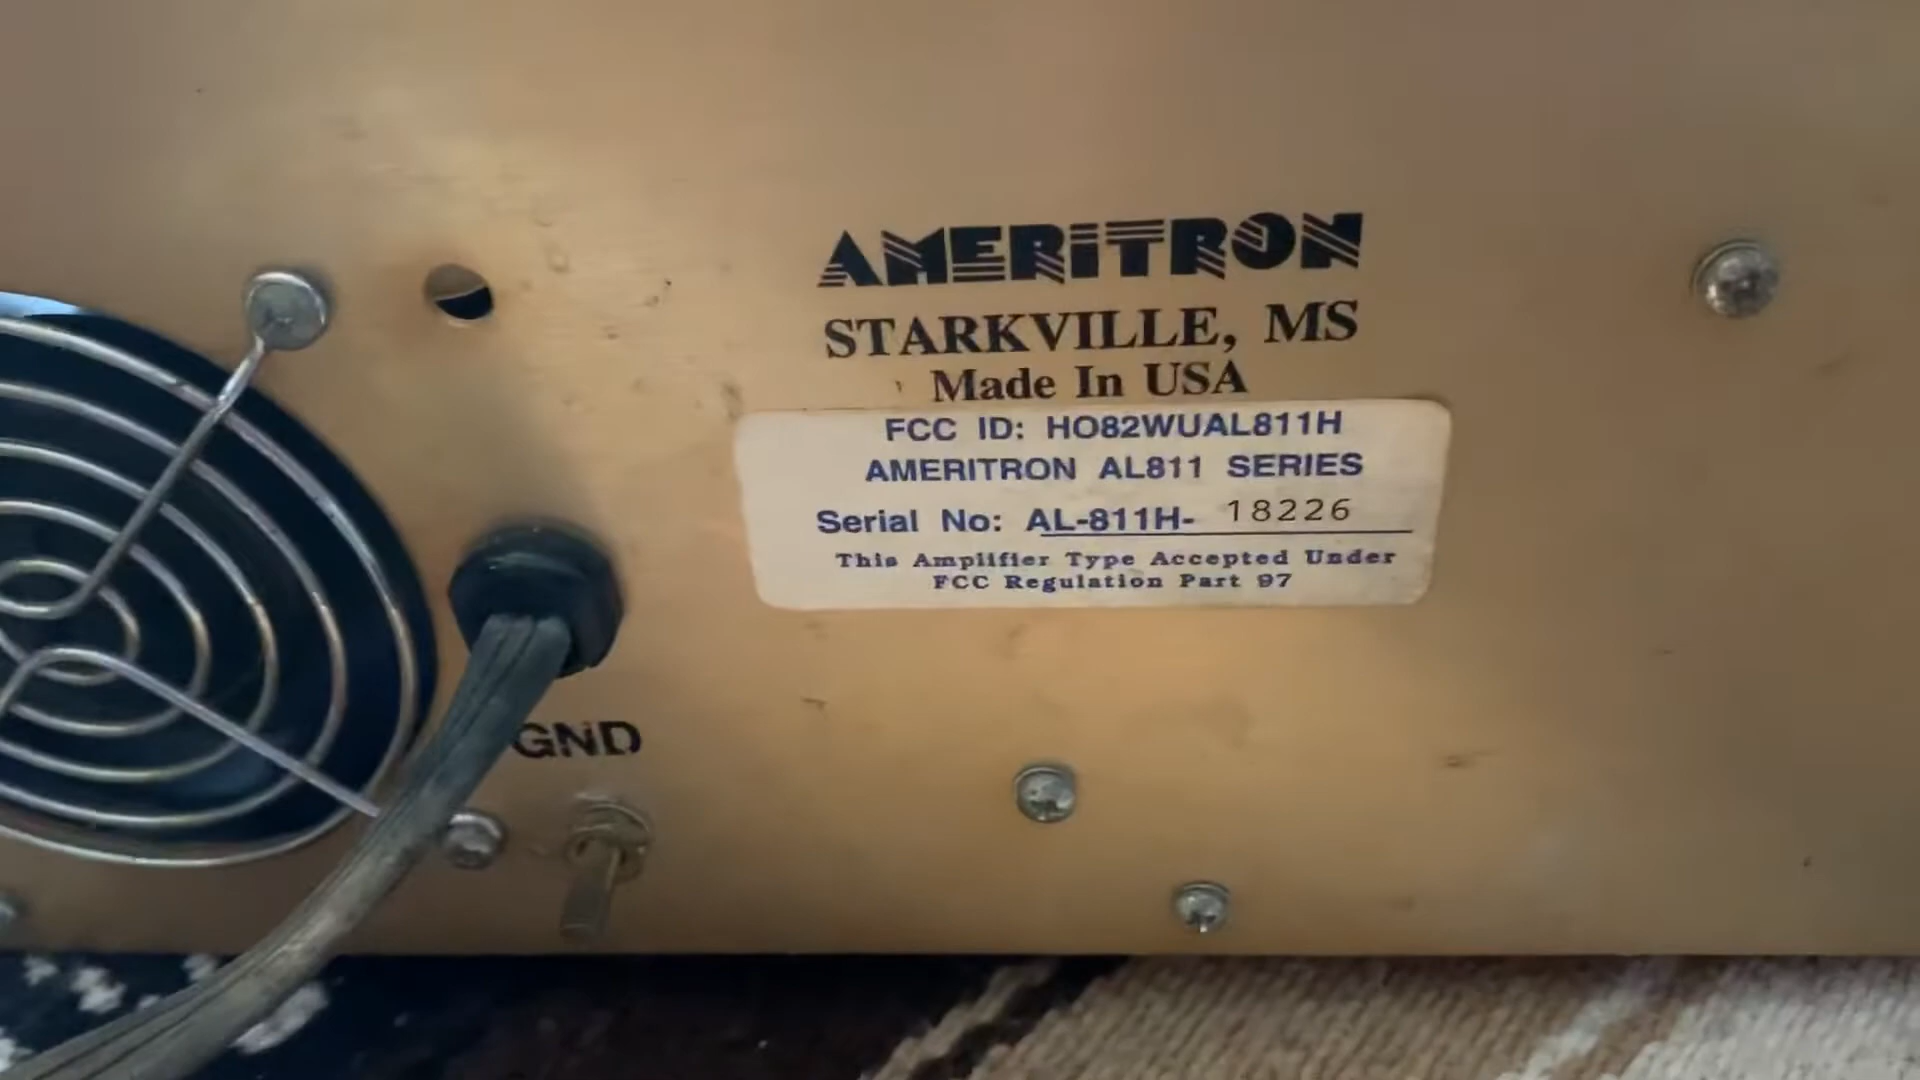 AMERITRON
STARKVILLE, MS
Made In USA
FCC ID: HO82WUAL811H
AMERITRON AL811 SERIES
Serial No: AL-811H- 18226
This Amplifier Type Accepted Under
FCC Regulation Part 97
GND